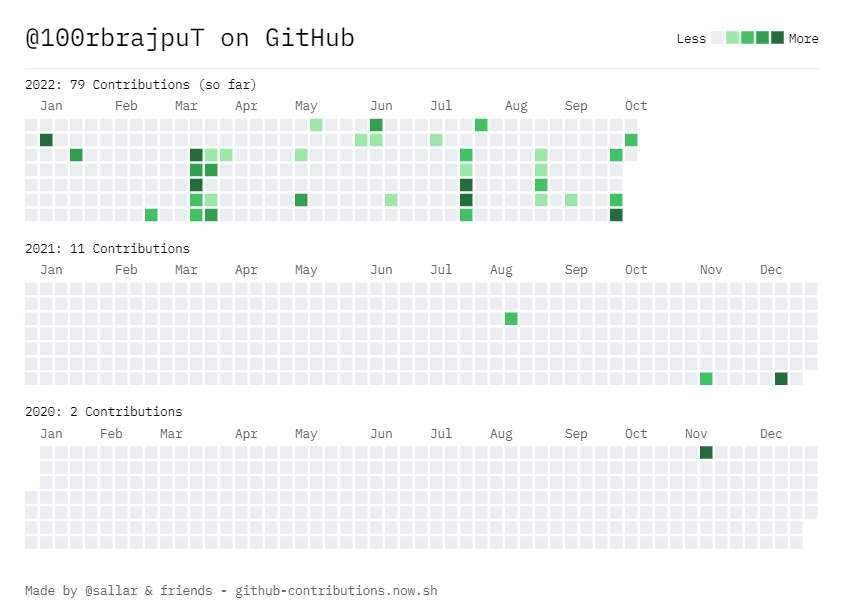 @100rbrajpuT on GitHub
Less More
2022: 79 Contributions (so far)
Jan Feb Mar Apr May Jun Jul Aug Sep Oct
2021: 11 Contributions
Jan Feb Mar Apr May Jun Jul Aug Sep Oct Nov Dec
2020: 2 Contributions
Jan Feb Mar Apr May Jun Jul Aug Sep Oct Nov Dec
Made by @sallar & friends - github-contributions.now.sh